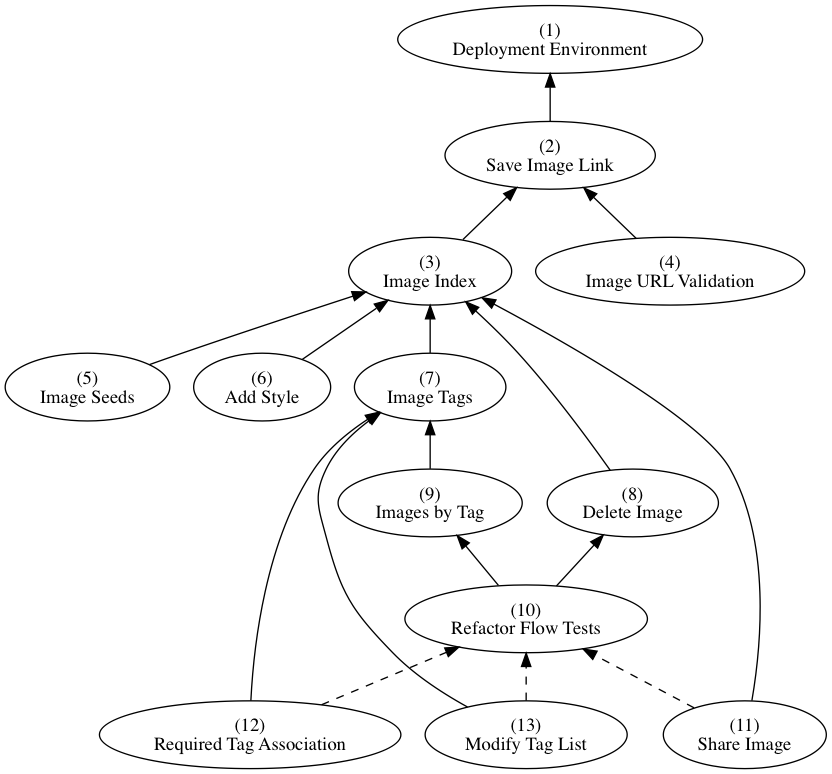 (1)
Deployment Environment
(2)
Save Image Link
(3)
Image Index
(4)
Image URL Validation
(5)
Image Seeds
(6)
Add Style
(7)
Image Tags
(9)
Images by Tag
(8)
Delete Image
(10)
Refactor Flow Tests
(12)
Required Tag Association
(13)
Modify Tag List
(11)
Share Image